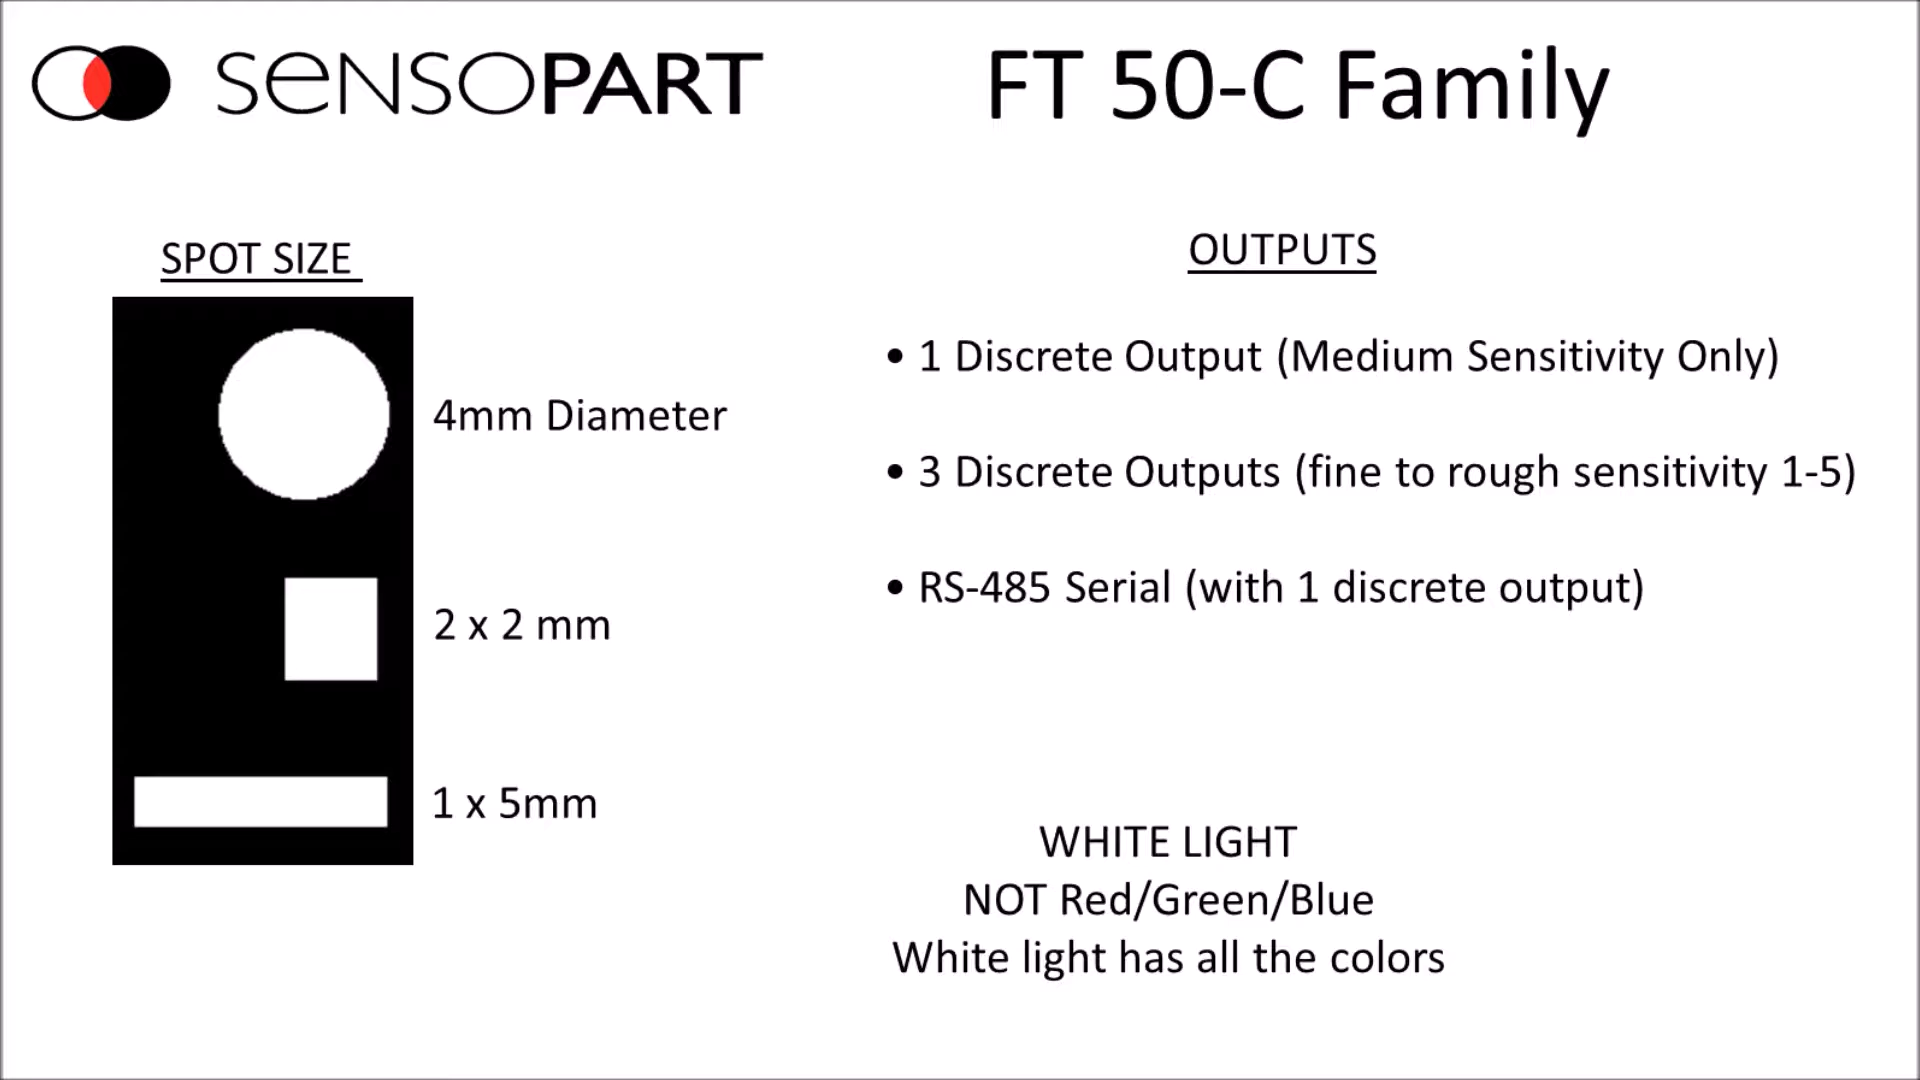 SENSOPART
FT 50-C Family
SPOT SIZE
4mm Diameter
2 x 2 mm
1 x 5mm
OUTPUTS
• 1 Discrete Output (Medium Sensitivity Only)
• 3 Discrete Outputs (fine to rough sensitivity 1-5)
• RS-485 Serial (with 1 discrete output)
WHITE LIGHT
NOT Red/Green/Blue
White light has all the colors